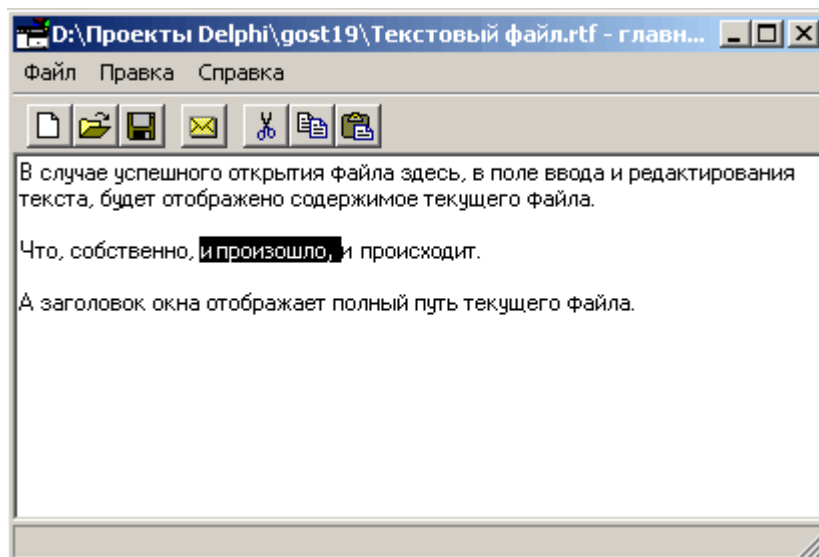 D:\Проекты Delphi\gost19\Текстовый файл.rtf - главн...
Файл Правка Справка
В случае успешного открытия файла здесь, в поле ввода и редактирования
текста, будет отображено содержимое текущего файла.
Что, собственно, и произошло, и происходит.
А заголовок окна отображает полный путь текущего файла.